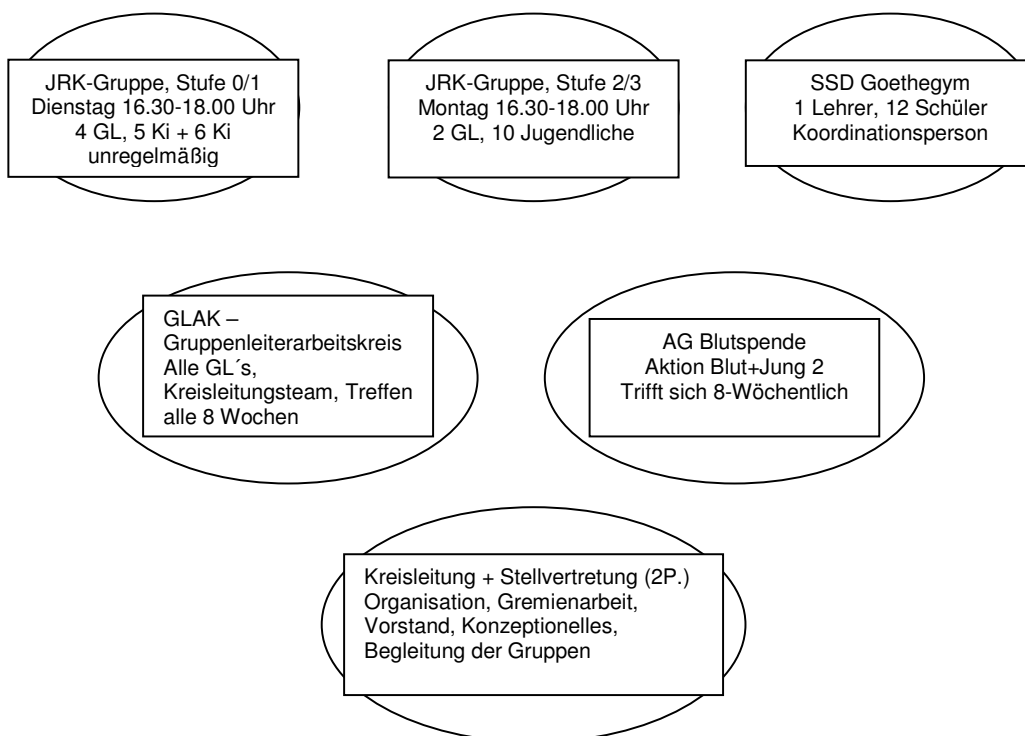 JRK-Gruppe, Stufe 0/1
Dienstag 16.30-18.00 Uhr
4 GL, 5 Ki + 6 Ki
unregelmäßig
JRK-Gruppe, Stufe 2/3
Montag 16.30-18.00 Uhr
2 GL, 10 Jugendliche
SSD Goethegym
1 Lehrer, 12 Schüler
Koordinationsperson
GLAK –
Gruppenleiterarbeitskreis
Alle GL´s,
Kreisleitungsteam, Treffen
alle 8 Wochen
AG Blutspende
Aktion Blut+Jung 2
Trifft sich 8-Wöchentlich
Kreisleitung + Stellvertretung (2P.)
Organisation, Gremienarbeit,
Vorstand, Konzeptionelles,
Begleitung der Gruppen